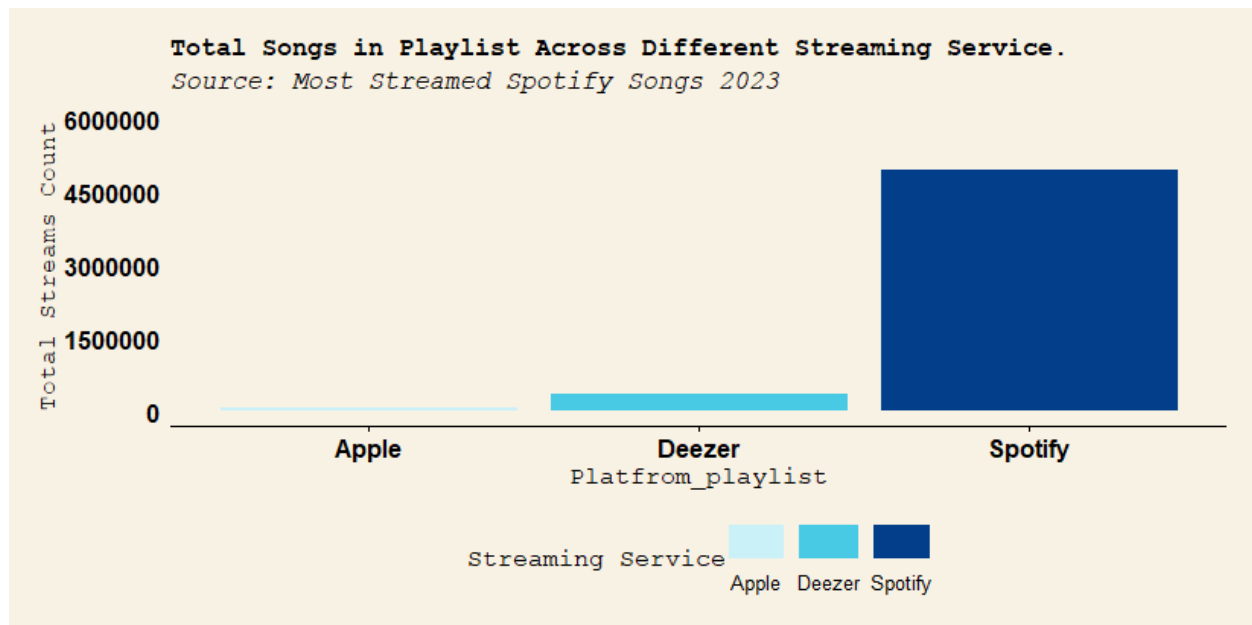 Total Songs in Playlist Across Different Streaming Service.
Source: Most Streamed Spotify Songs 2023
Total Streams Count
6000000
4500000
3000000
1500000
0
Apple Deezer Spotify
Platfrom_playlist
Streaming Service
Apple Deezer Spotify